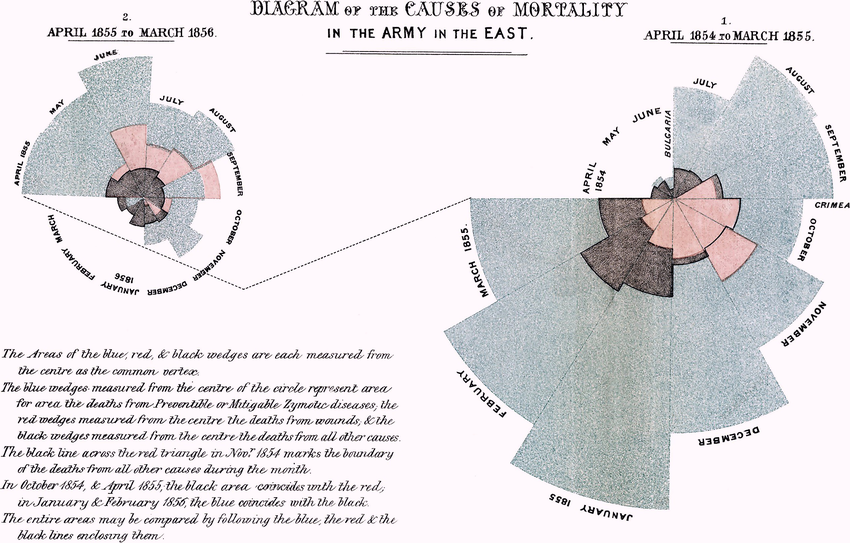 DIAGRAM OF THE CAUSES OF MORTALITY
IN THE ARMY IN THE EAST.
2.
APRIL 1855 TO MARCH 1856.
1.
APRIL 1854 TO MARCH 1855.
APRIL 1855
MAY
JUNE
JULY
AUGUST
SEPTEMBER
OCTOBER
NOVEMBER
DECEMBER
JANUARY
1856
FEBRUARY
MARCH
APRIL
1854
MAY
JUNE
BULGARIA
JULY
AUGUST
SEPTEMBER
CRIMEA
OCTOBER
NOVEMBER
DECEMBER
JANUARY 1855
FEBRUARY
MARCH 1855.
The Areas of the blue, red, & black wedges are each measured from
the centre as the common vertex.
The blue wedges measured from the centre of the circle represent area
for area the deaths from Preventible or Mitigable Zymotic diseases; the
red wedges measured from the centre the deaths from wounds; & the
black wedges measured from the centre the deaths from all other causes.
The black line across the red triangle in Novr. 1854 marks the boundary
of the deaths from all other causes during the month.
In October 1854, & April 1855, the black area coincides with the red;
in January & February 1856, the blue coincides with the black.
The entire areas may be compared by following the blue, the red & the
black lines enclosing them.